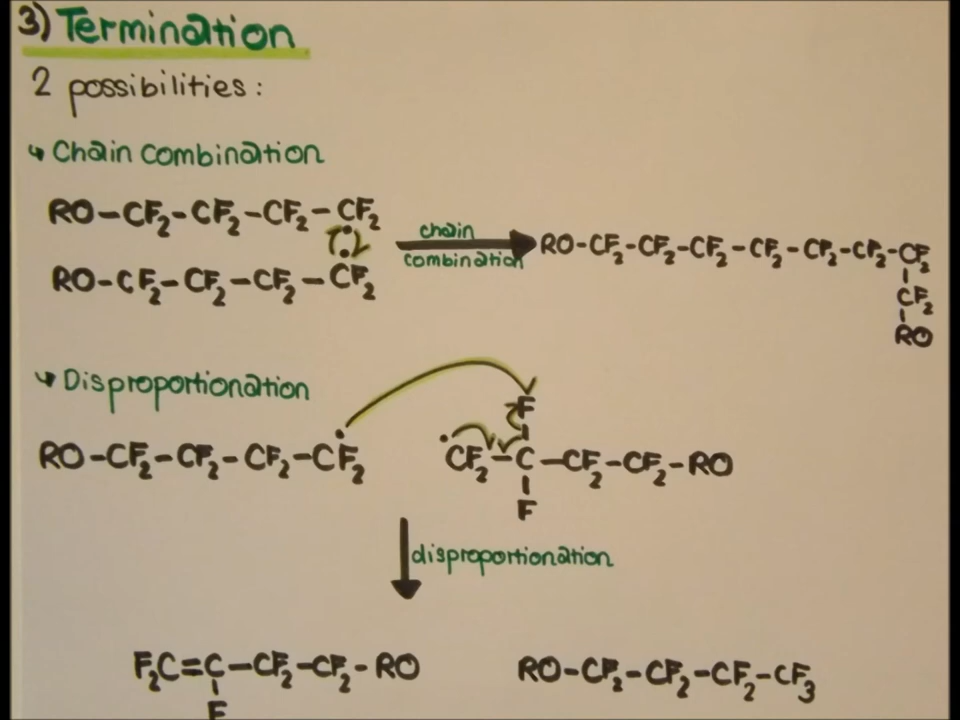 3) Termination
2 possibilities:
↳ Chain combination
RO-CF₂-CF₂-CF₂-CF₂
chain
combination
RO-CF₂-CF₂-CF₂-CF₂-CF₂-CF₂-CF₂
CF₂
RO
RO-CF₂-CF₂-CF₂-CF₂
↳ Disproportionation
F
RO-CF₂-CF₂-CF₂-CF₂
CF₂-C-CF₂-CF₂-RO
F
disproportionation
F₂C=C-CF₂-CF₂-RO
RO-CF₂-CF₂-CF₂-CF₃
F